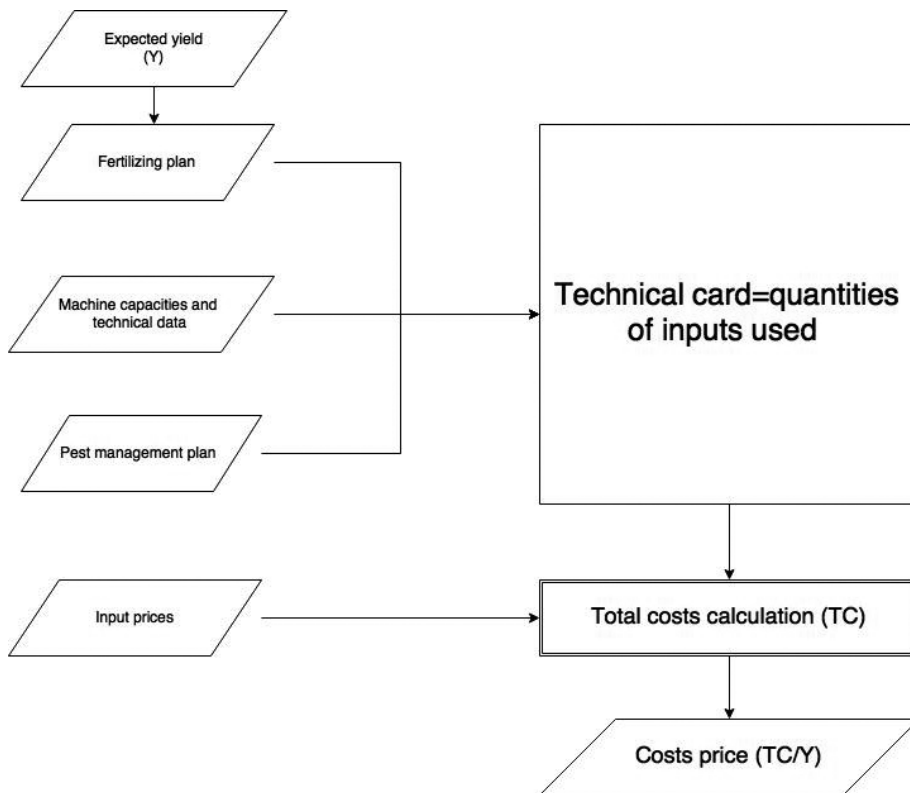 Expected yield
(Y)
Fertilizing plan
Machine capacities and
technical data
Technical card=quantities
of inputs used
Pest management plan
Input prices
Total costs calculation (TC)
Costs price (TC/Y)